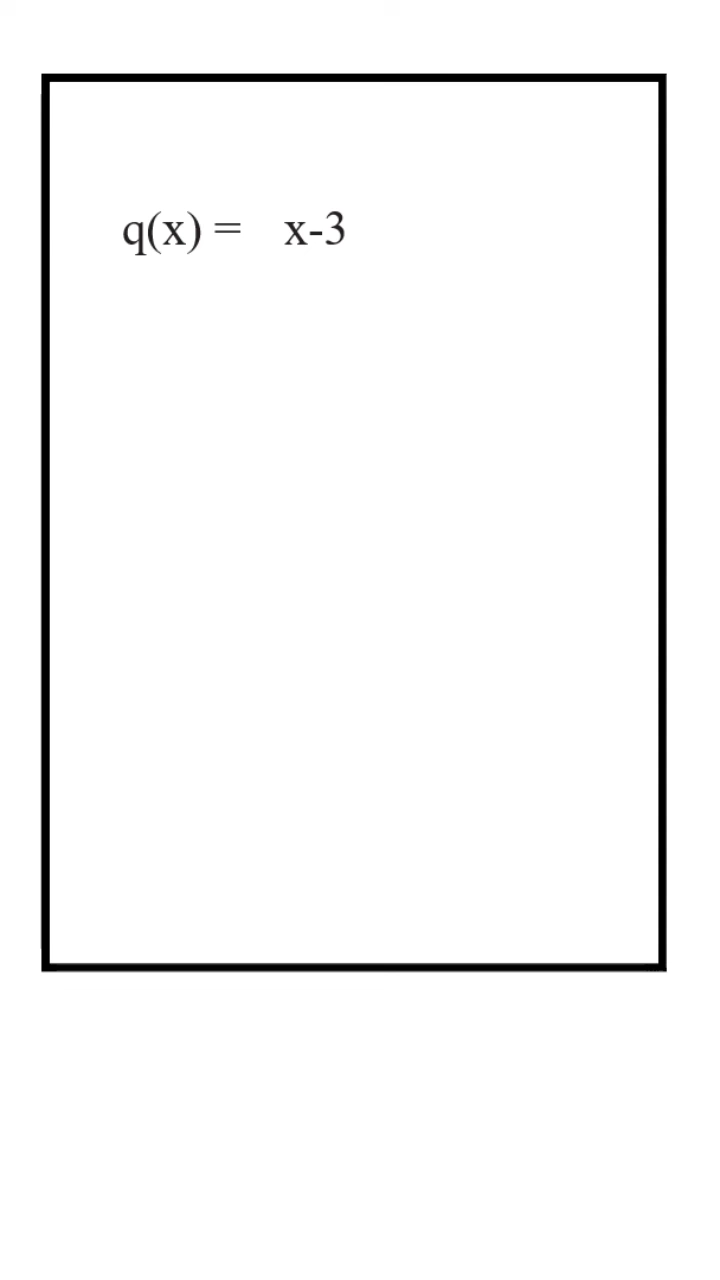 q(x) = x-3